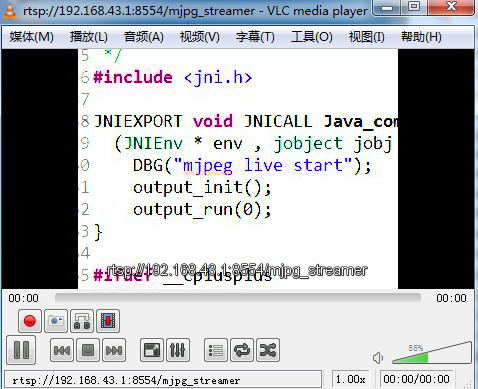 rtsp://192.168.43.1:8554/mjpg_streamer - VLC media player
媒体(M) 播放(L) 音频(A) 视频(V) 字幕(T) 工具(O) 视图(I) 帮助(H)
5 */
6 #include <jni.h>
7
8 JNIEXPORT void JNICALL Java_com
9 (JNIEnv * env , jobject jobj
0 DBG("mjpeg live start");
1 output_init();
2 output_run(0);
3 }
4
5 #ifdef __cplusplus
rtsp://192.168.43.1:8554/mjpg_streamer
00:00 00:00
55%
rtsp://192.168.43.1:8554/mjpg_streamer 1.00x 00:00/00:00